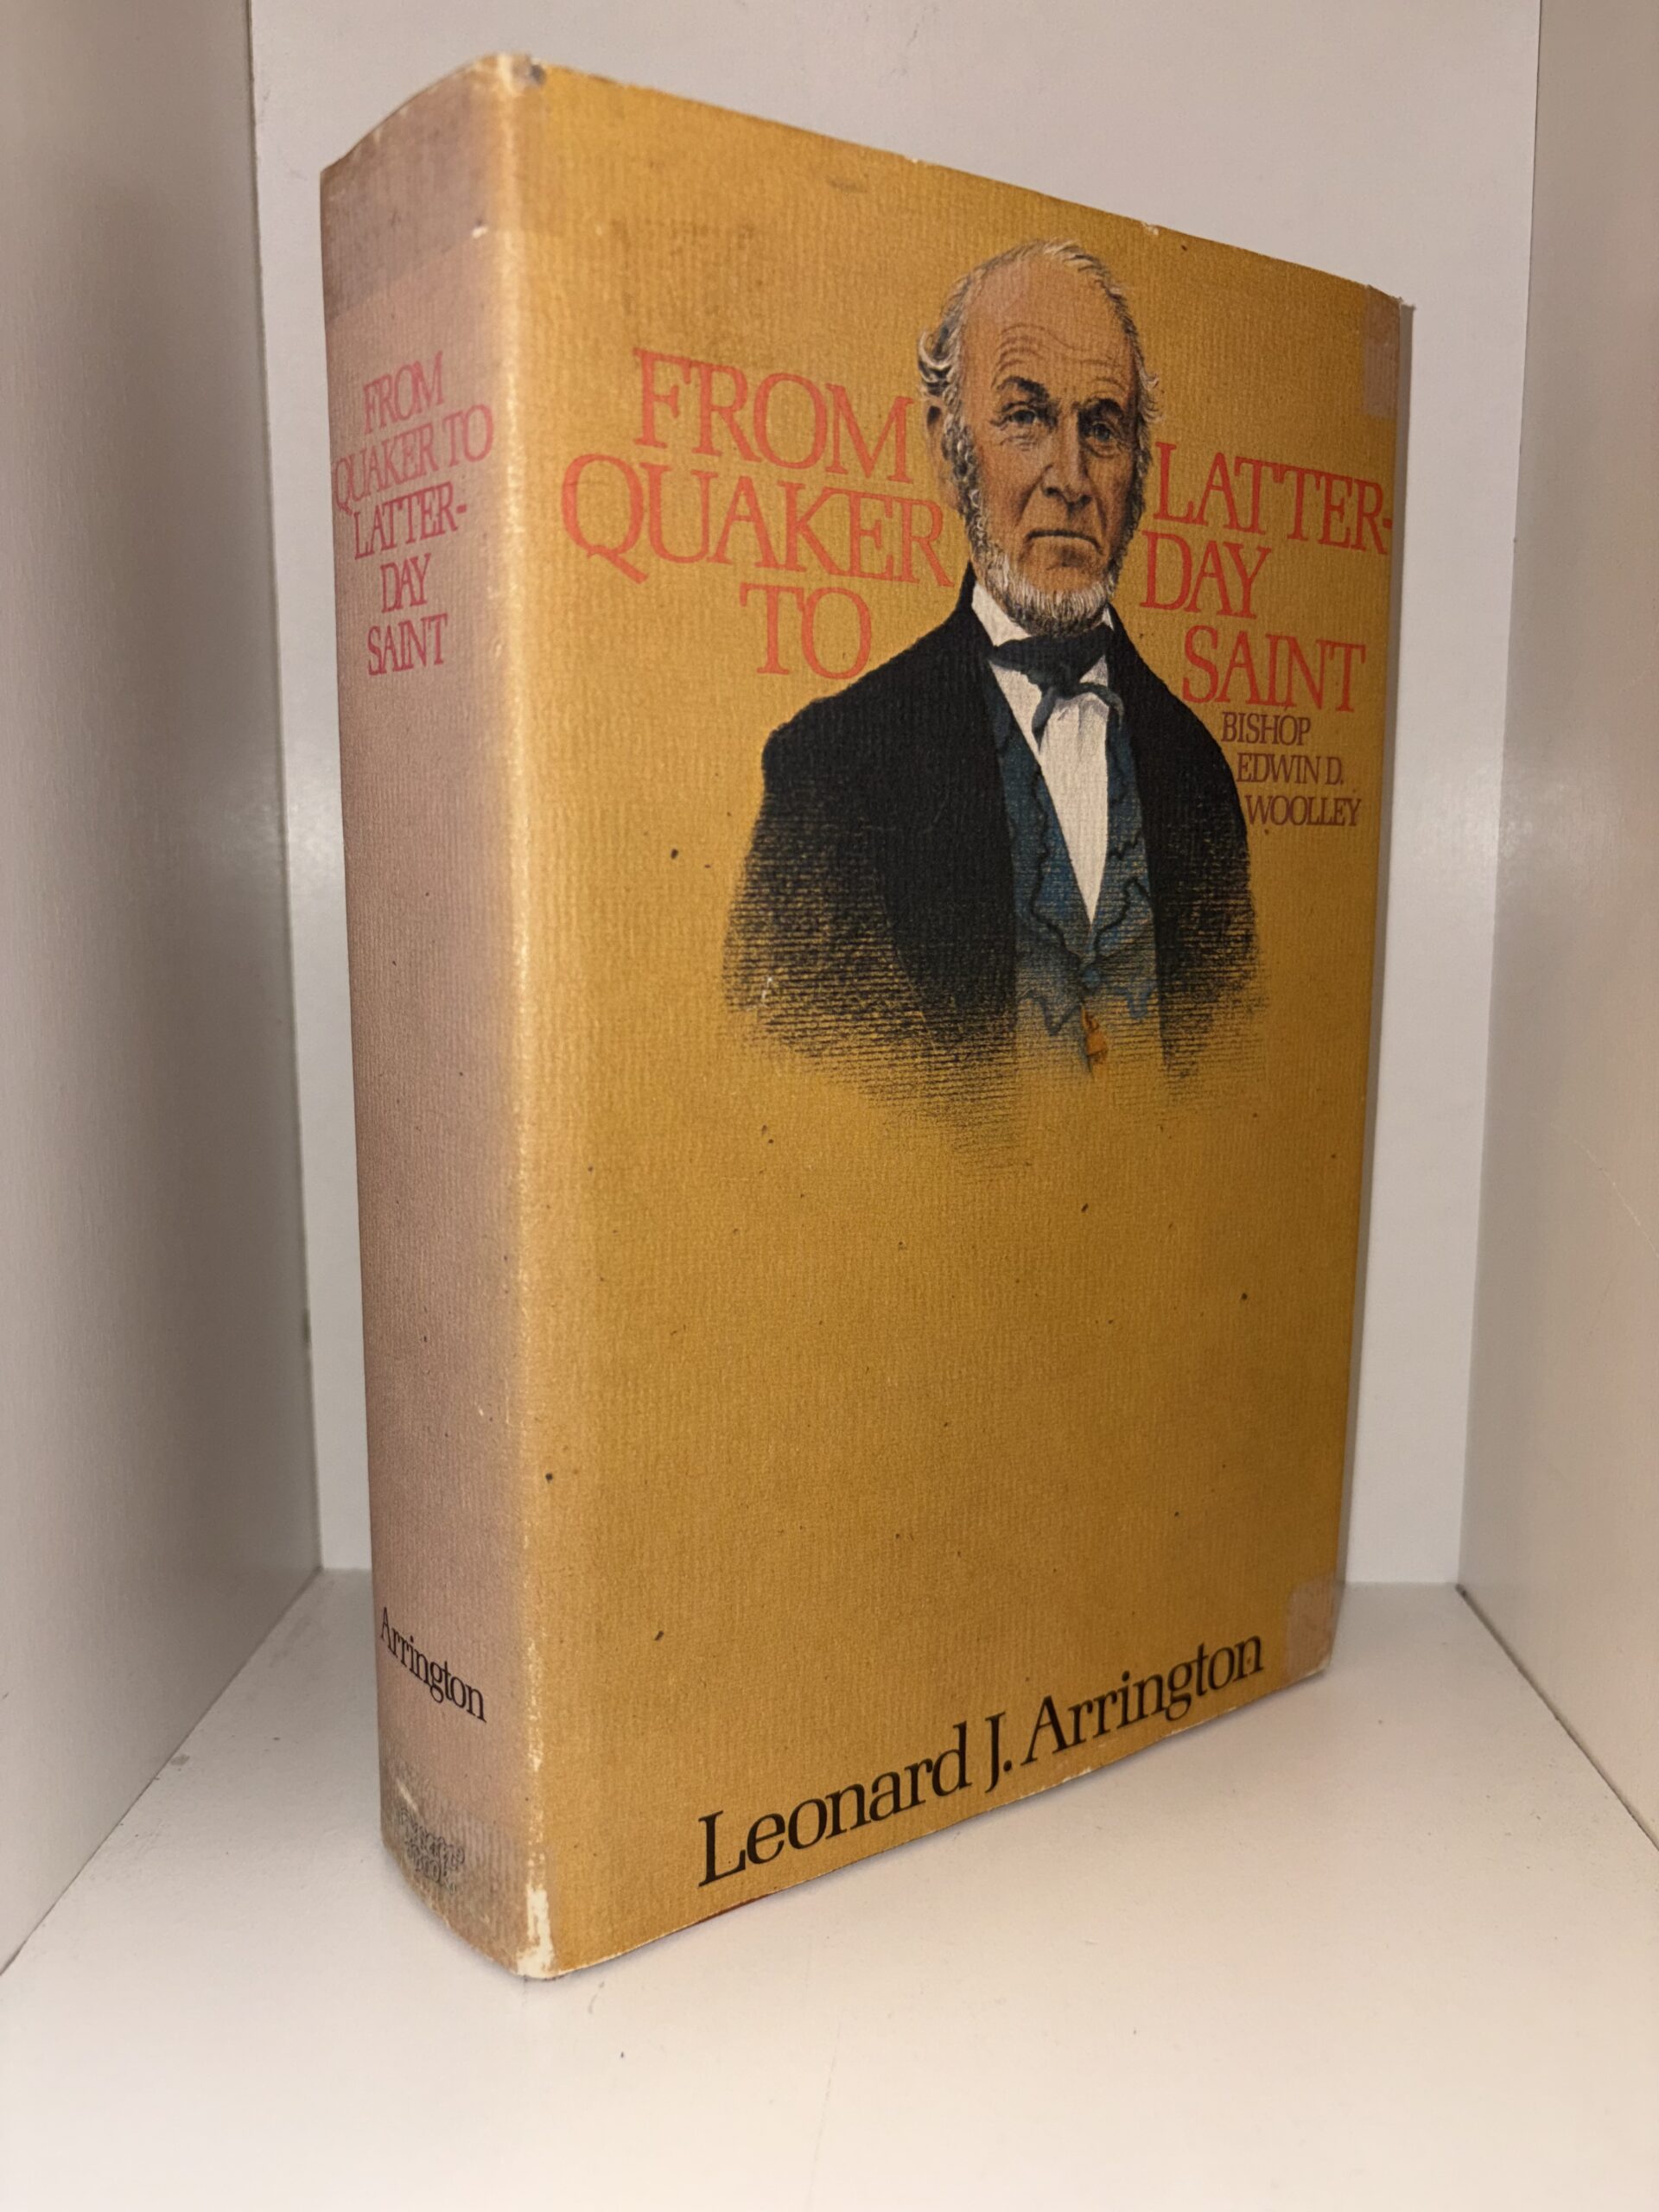 FROM
QUAKER TO
LATTER-
DAY
SAINT
Arrington
FROM
QUAKER
TO
LATTER-
DAY
SAINT
BISHOP
EDWIN D.
WOOLLEY
Leonard J. Arrington